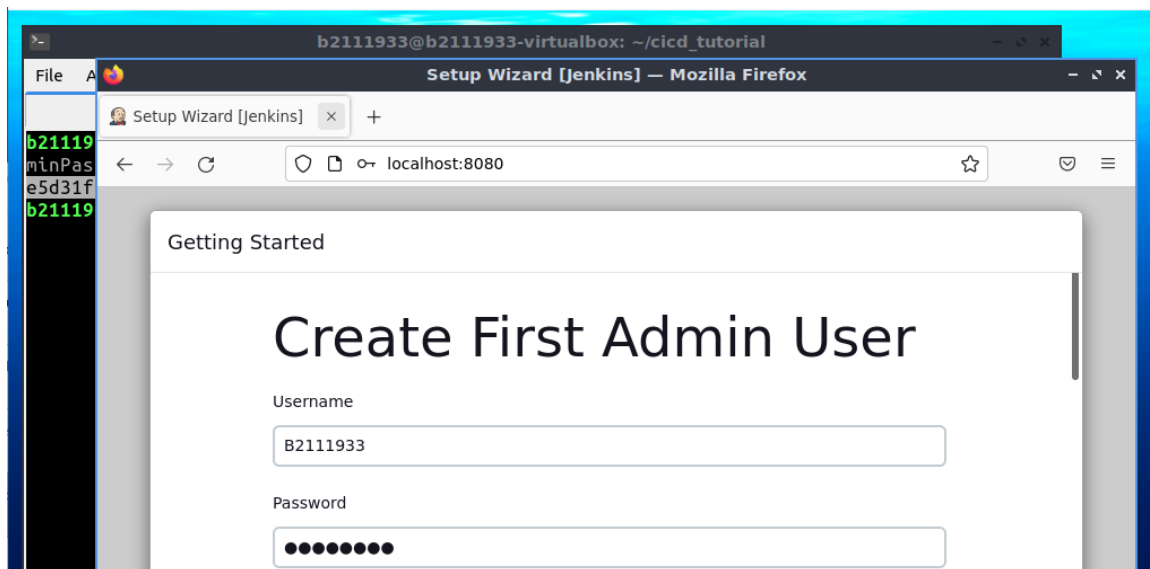 b2111933@b2111933-virtualbox: ~/cicd_tutorial
File A
Setup Wizard [Jenkins] — Mozilla Firefox
Setup Wizard [Jenkins]
b21119
minPas
localhost:8080
e5d31f
b21119
Getting Started
Create First Admin User
Username
B2111933
Password
●●●●●●●●